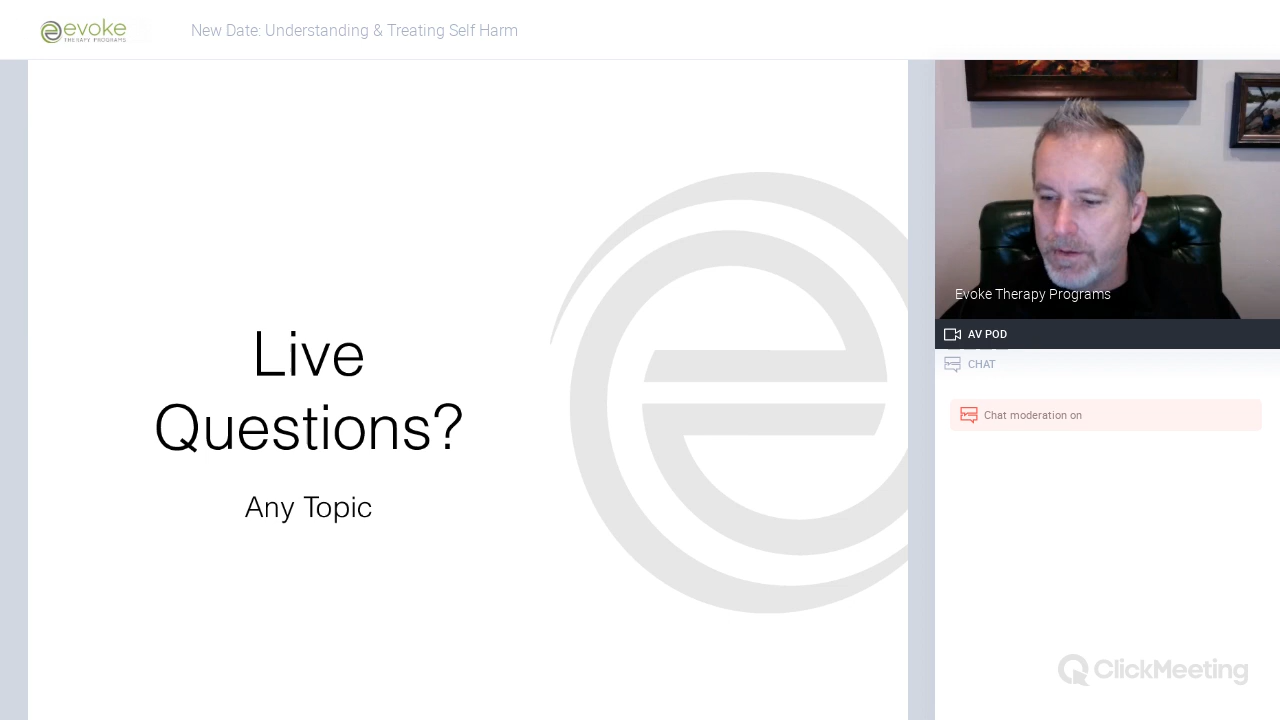 evoke
THERAPY PROGRAMS
New Date: Understanding & Treating Self Harm
Live
Questions?
Any Topic
Evoke Therapy Programs
AV POD
CHAT
Chat moderation on
ClickMeeting